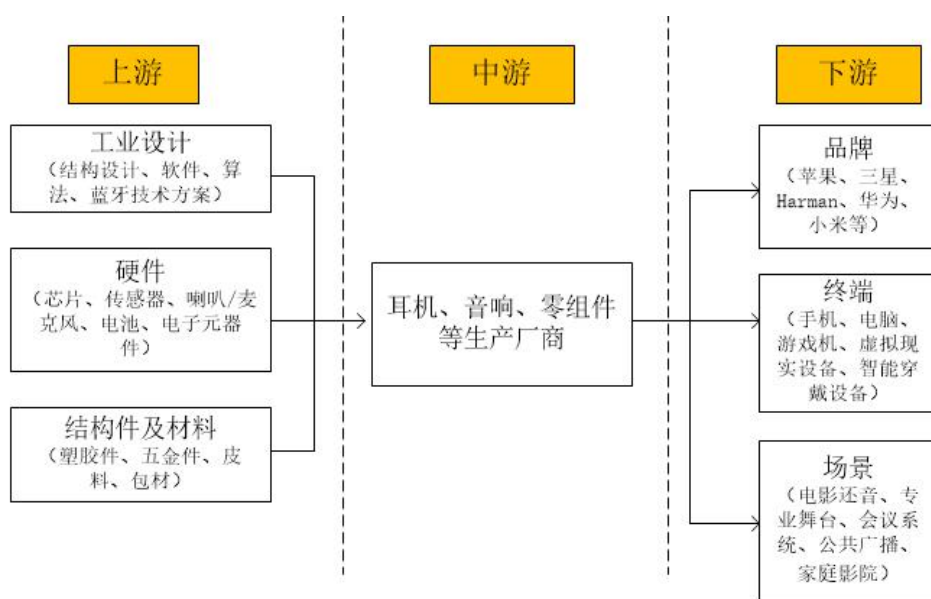 上游
中游
下游
工业设计
（结构设计、软件、算
法、蓝牙技术方案）
硬件
（芯片、传感器、喇叭/麦
克风、电池、电子元器
件）
结构件及材料
（塑胶件、五金件、皮
料、包材）
耳机、音响、零组件
等生产厂商
品牌
（苹果、三星、
Harman、华为、
小米等）
终端
（手机、电脑、
游戏机、虚拟现
实设备、智能穿
戴设备）
场景
（电影还音、专
业舞台、会议系
统、公共广播、
家庭影院）